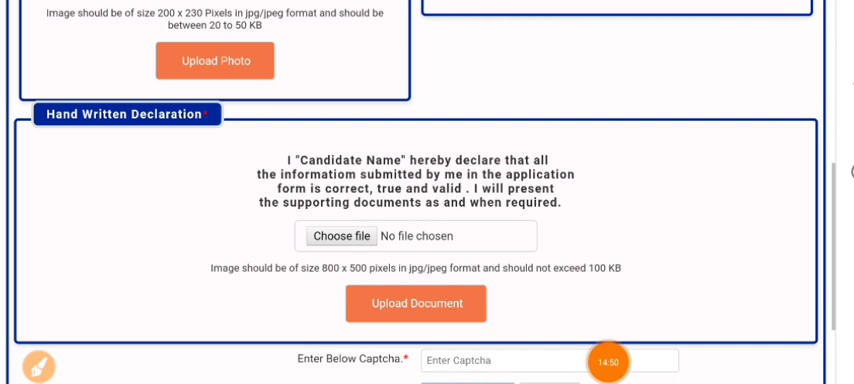 Image should be of size 200 x 230 Pixels in jpg/jpeg format and should be
between 20 to 50 KB
Upload Photo
Hand Written Declaration*
I "Candidate Name" hereby declare that all
the informatiom submitted by me in the application
form is correct, true and valid . I will present
the supporting documents as and when required.
Choose file No file chosen
Image should be of size 800 x 500 pixels in jpg/jpeg format and should not exceed 100 KB
Upload Document
Enter Below Captcha.* Enter Captcha 14:50